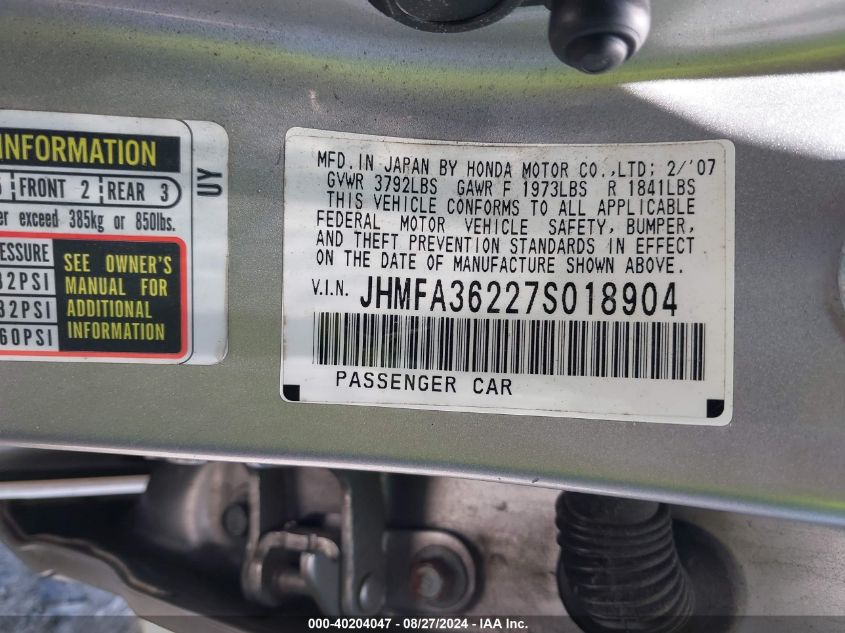 INFORMATION
FRONT 2 REAR 3
exceed 385kg or 850lbs.
SEE OWNER'S
MANUAL FOR
ADDITIONAL
INFORMATION
32PSI
32PSI
60PSI
UY
MFD. IN JAPAN BY HONDA MOTOR CO.,LTD; 2/'07
GVWR 3792LBS GAWR F 1973LBS R 1841LBS
THIS VEHICLE CONFORMS TO ALL APPLICABLE
FEDERAL MOTOR VEHICLE SAFETY, BUMPER,
AND THEFT PREVENTION STANDARDS IN EFFECT
ON THE DATE OF MANUFACTURE SHOWN ABOVE.
V.I.N. JHMFA36227S018904
PASSENGER CAR
000-40204047 - 08/27/2024 - IAA Inc.